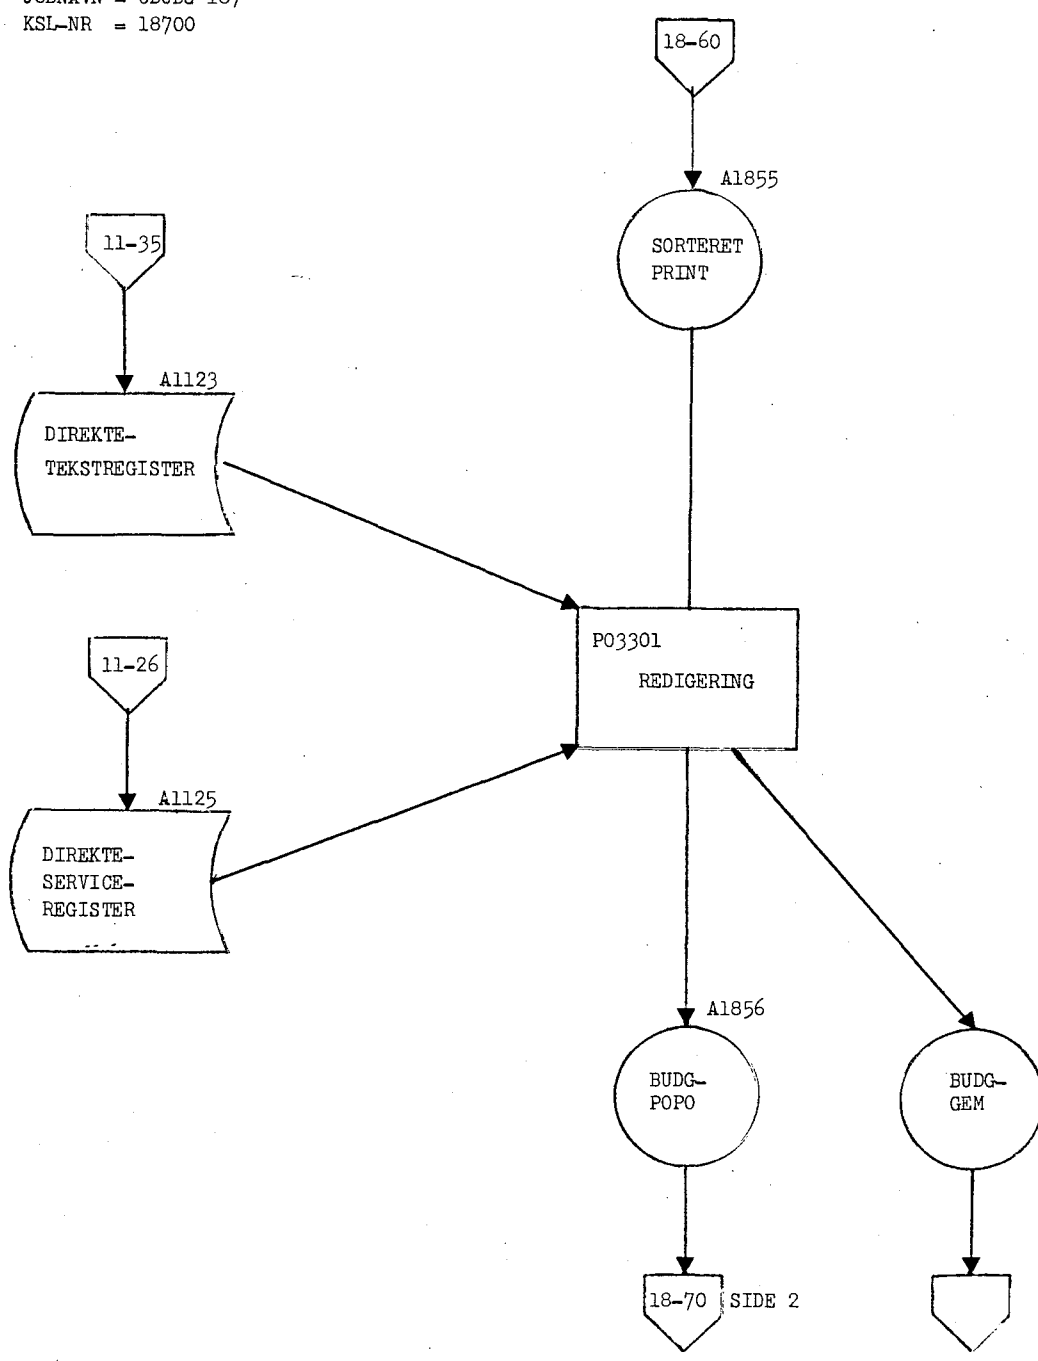 KSL-NR = 18700
18-60
A1855
SORTERET
PRINT
11-35
A1123
DIREKTE-
TEKSTREGISTER
PO3301
REDIGERING
11-26
A1125
DIREKTE-
SERVICE-
REGISTER
A1856
BUDG-
POPO
BUDG-
GEM
18-70 SIDE 2